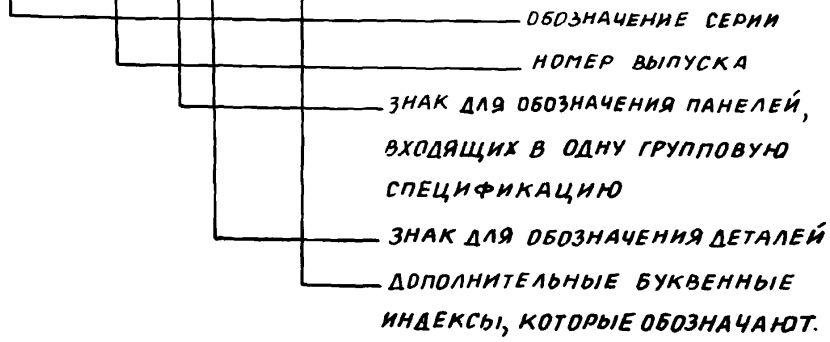 ОБОЗНАЧЕНИЕ СЕРИИ
НОМЕР ВЫПУСКА
ЗНАК ДЛЯ ОБОЗНАЧЕНИЯ ПАНЕЛЕЙ,
ВХОДЯЩИХ В ОДНУ ГРУППОВУЮ
СПЕЦИФИКАЦИЮ
ЗНАК ДЛЯ ОБОЗНАЧЕНИЯ ДЕТАЛЕЙ
ДОПОЛНИТЕЛЬНЫЕ БУКВЕННЫЕ
ИНДЕКСЫ, КОТОРЫЕ ОБОЗНАЧАЮТ.